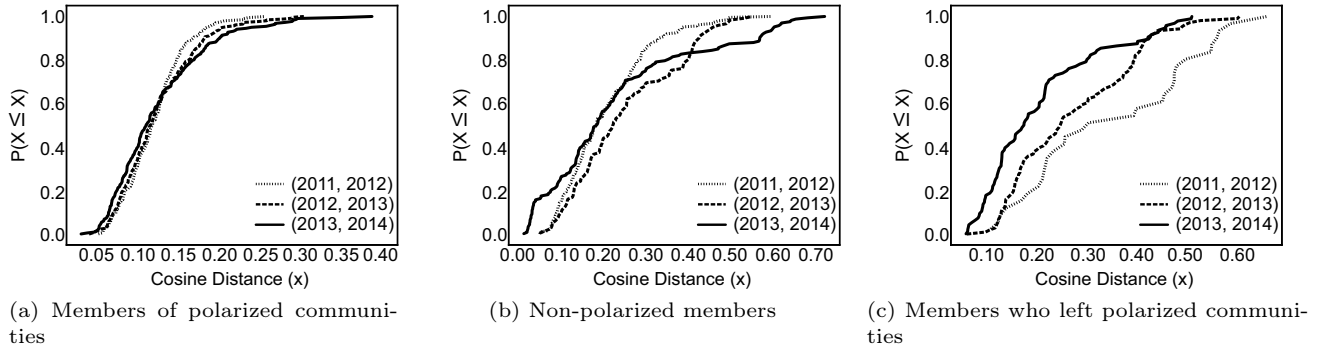 P(X ≤ X)
1.0
0.8
0.6
0.4
0.2
0.0
(2011, 2012)
(2012, 2013)
(2013, 2014)
0.05 0.10 0.15 0.20 0.25 0.30 0.35 0.40
Cosine Distance (x)
(a) Members of polarized communi-
ties
P(X ≤ X)
1.0
0.8
0.6
0.4
0.2
0.0
(2011, 2012)
(2012, 2013)
(2013, 2014)
0.00 0.10 0.20 0.30 0.40 0.50 0.60 0.70
Cosine Distance (x)
(b) Non-polarized members
P(X ≤ X)
1.0
0.8
0.6
0.4
0.2
0.0
(2011, 2012)
(2012, 2013)
(2013, 2014)
0.10 0.20 0.30 0.40 0.50 0.60
Cosine Distance (x)
(c) Members who left polarized communi-
ties